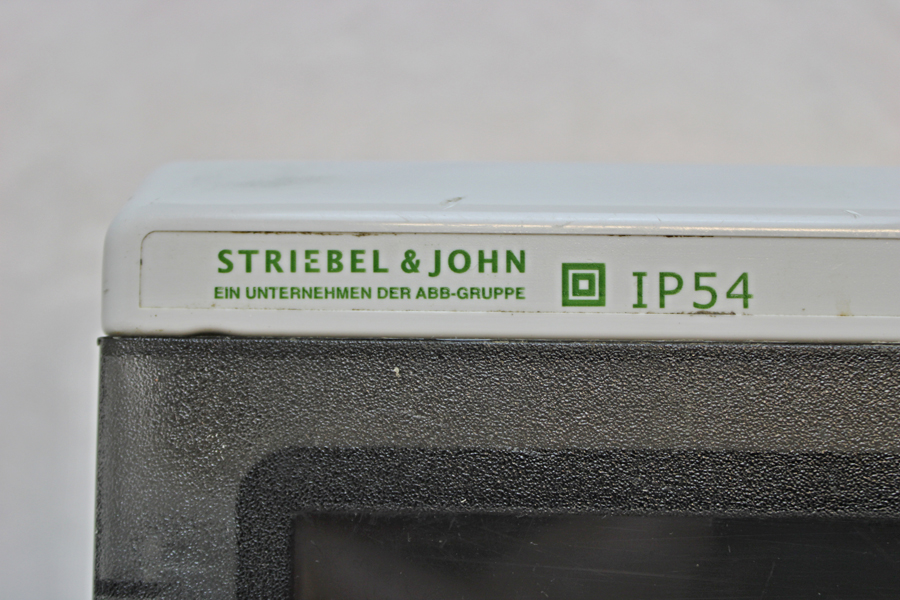 STRIEBEL & JOHN
EIN UNTERNEHMEN DER ABB-GRUPPE
IP54